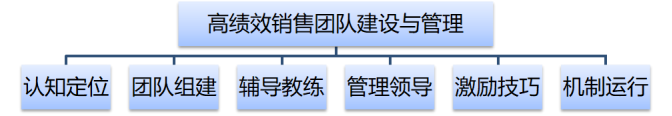 高绩效销售团队建设与管理
认知定位
团队组建
辅导教练
管理领导
激励技巧
机制运行